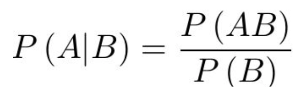 P(A|B) = P(AB) / P(B)